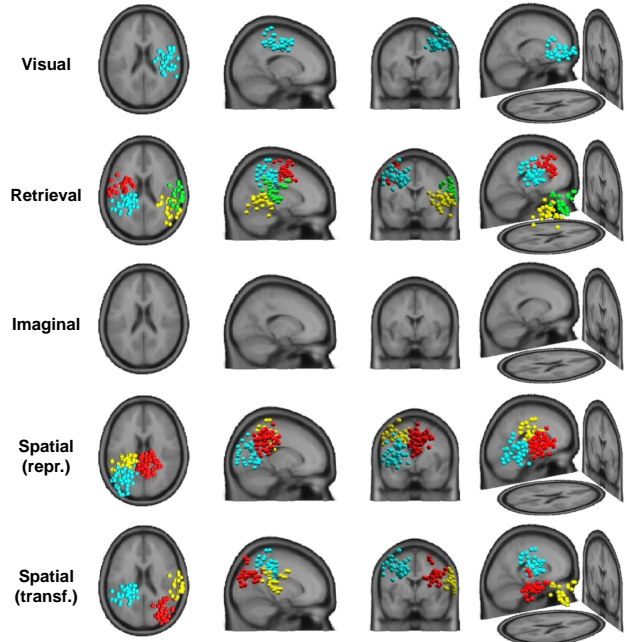 Visual
Retrieval
Imaginal
Spatial
(repr.)
Spatial
(transf.)